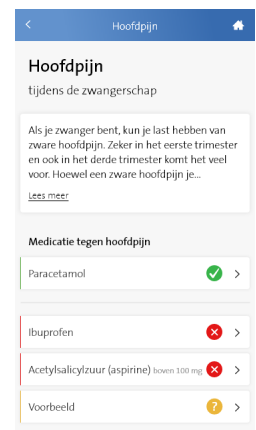 Hoofdpijn
Hoofdpijn
tijdens de zwangerschap
Als je zwanger bent, kun je last hebben van
zware hoofdpijn. Zeker in het eerste trimester
en ook in het derde trimester komt het veel
voor. Hoewel een zware hoofdpijn je...
Lees meer
Medicatie tegen hoofdpijn
Paracetamol
Ibuprofen
Acetylsalicylzuur (aspirine) boven 100 mg
Voorbeeld